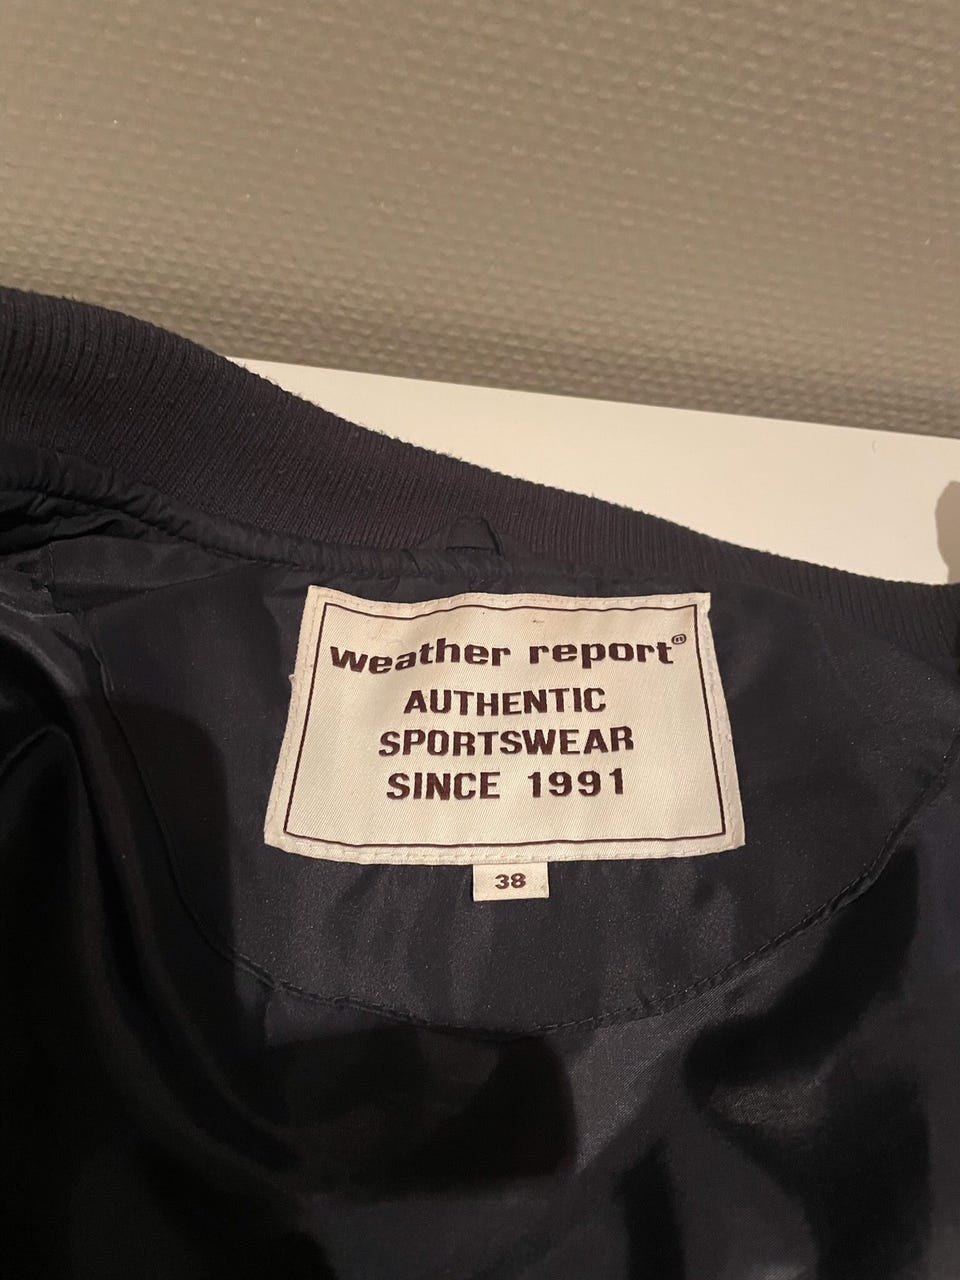 weather report®
AUTHENTIC
SPORTSWEAR
SINCE 1991
38